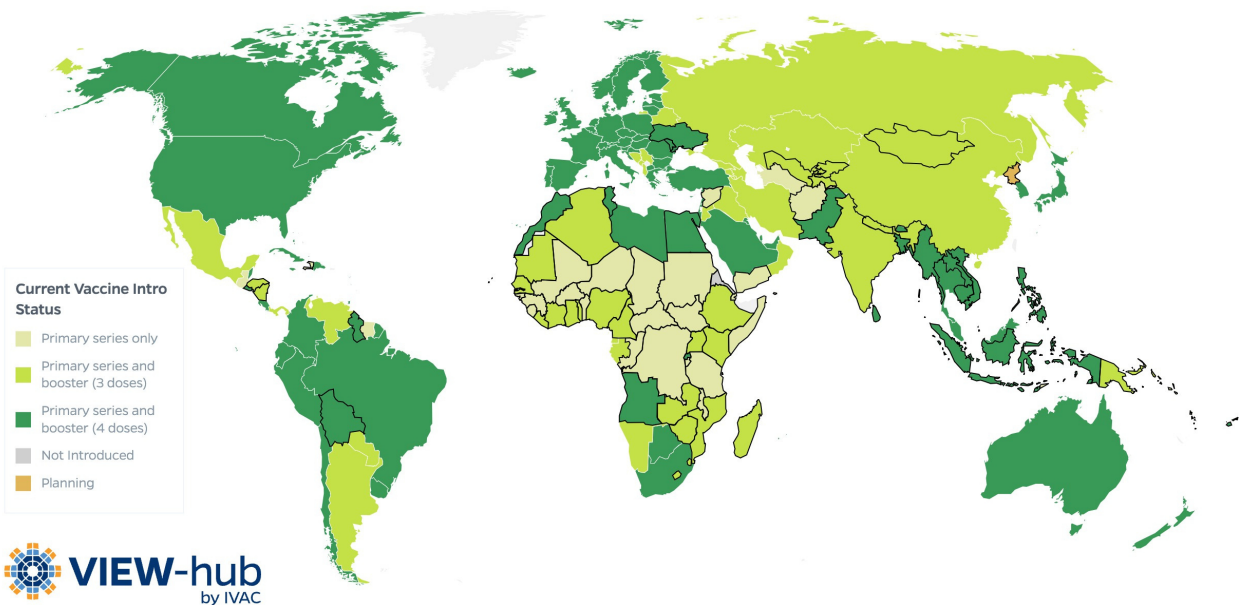 Current Vaccine Intro
Status
Primary series only
Primary series and
booster (3 doses)
Primary series and
booster (4 doses)
Not Introduced
Planning
VIEW-hub
by IVAC